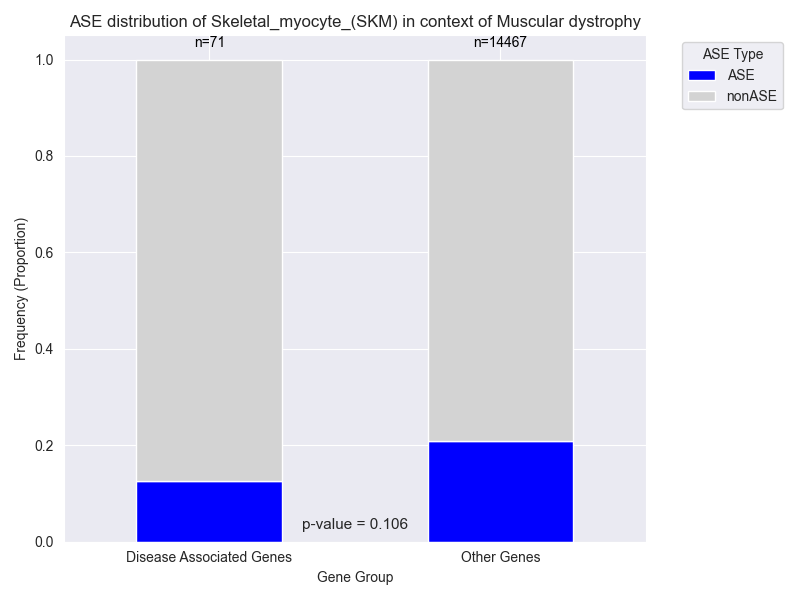 ASE distribution of Skeletal_myocyte_(SKM) in context of Muscular dystrophy
n=71
n=14467
ASE Type
ASE
nonASE
1.0
0.8
0.6
0.4
0.2
0.0
Frequency (Proportion)
p-value = 0.106
Disease Associated Genes
Other Genes
Gene Group